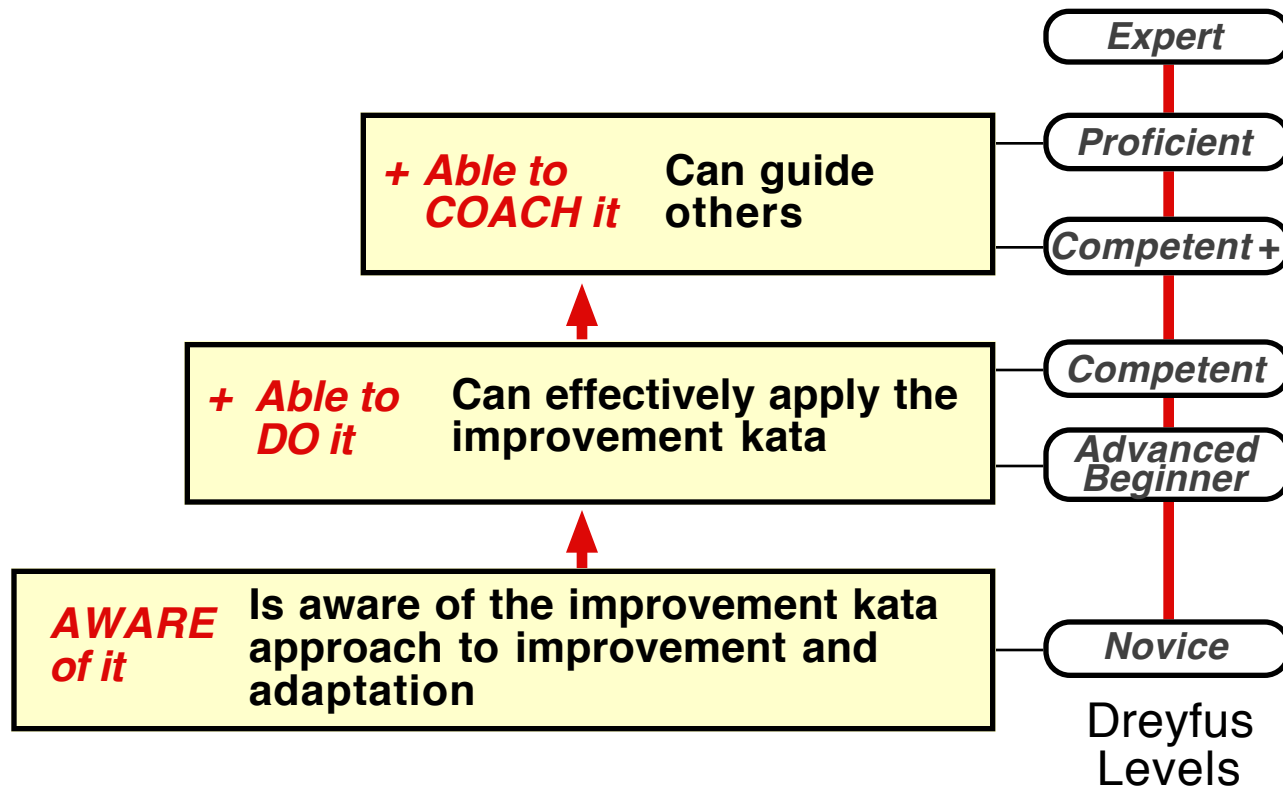 Expert
+ Able to
COACH it
Can guide
others
Proficient
Competent +
+ Able to
DO it
Can effectively apply the
improvement kata
Competent
Advanced
Beginner
AWARE
of it
Is aware of the improvement kata
approach to improvement and
adaptation
Novice
Dreyfus
Levels